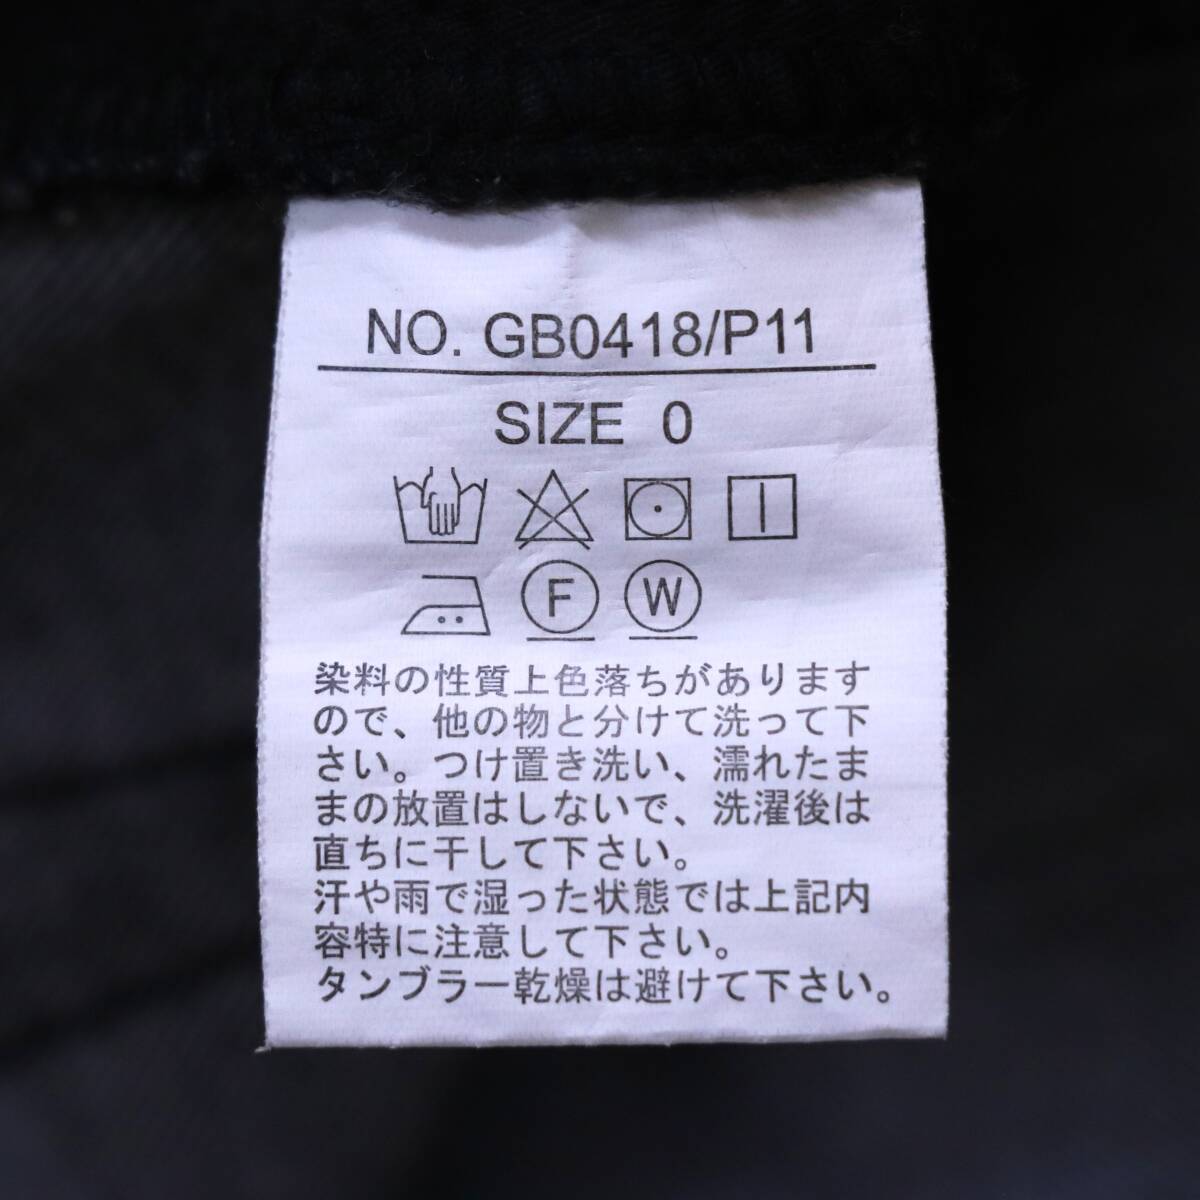 NO. GB0418/P11
SIZE 0
F W
染料の性質上色落ちがあります
ので、他の物と分けて洗って下
さい。つけ置き洗い、濡れたま
まの放置はしないで、洗濯後は
直ちに干して下さい。
汗や雨で湿った状態では上記内
容特に注意して下さい。
タンブラー乾燥は避けて下さい。